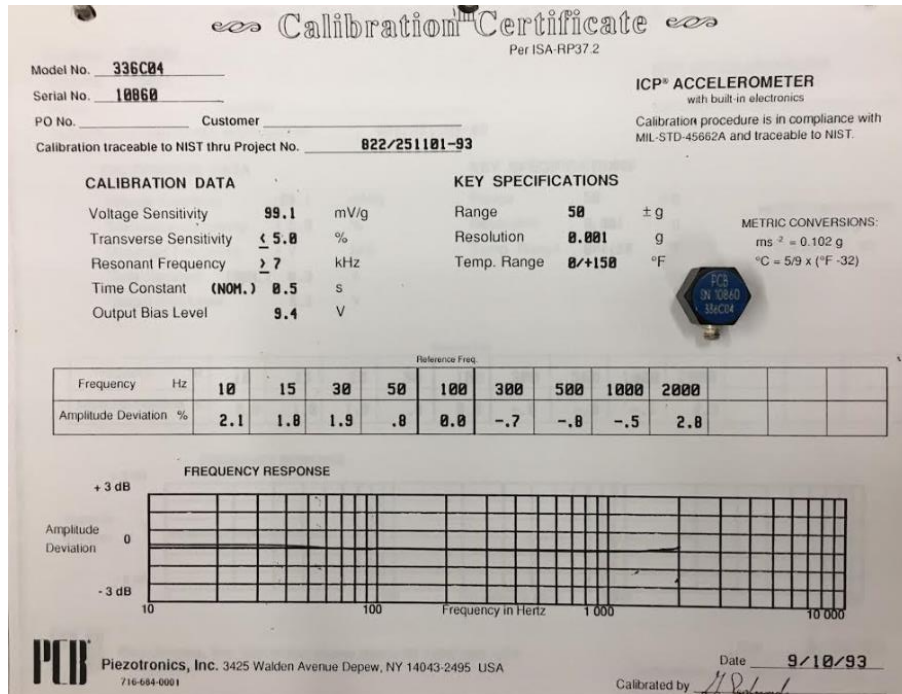 Calibration Certificate
Per ISA-RP37.2
Model No. 336C04
Serial No. 10860
PO No. Customer
Calibration traceable to NIST thru Project No. 822/251101-93
ICP® ACCELEROMETER
with built-in electronics
Calibration procedure is in compliance with
MIL-STD-45662A and traceable to NIST.
CALIBRATION DATA
Voltage Sensitivity 99.1 mV/g
Transverse Sensitivity ≤ 5.0 %
Resonant Frequency ≥ 7 kHz
Time Constant (NOM.) 0.5 s
Output Bias Level 9.4 V
KEY SPECIFICATIONS
Range 50 ± g
Resolution 0.001 g
Temp. Range 0/+150 °F
METRIC CONVERSIONS:
ms ⁻² = 0.102 g
°C = 5/9 x (°F -32)
PCB
SN 10860
336C04
Reference Freq.
Frequency Hz 10 15 30 50 100 300 500 1000 2000
Amplitude Deviation % 2.1 1.8 1.9 .8 0.0 -.7 -.8 -.5 2.8
FREQUENCY RESPONSE
+ 3 dB
Amplitude
Deviation
0
- 3 dB
10 100 Frequency in Hertz 1 000 10 000
PCB Piezotronics, Inc. 3425 Walden Avenue Depew, NY 14043-2495 USA
716-684-0001
Date 9/10/93
Calibrated by